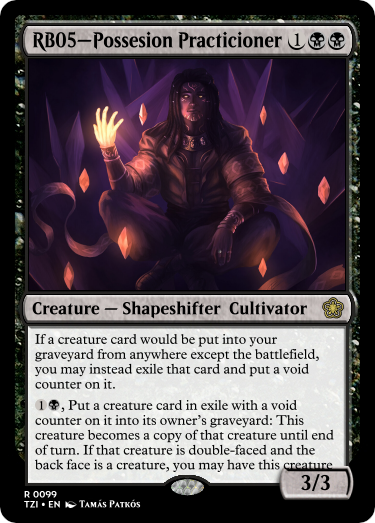 RB05—Possesion Practicioner 1
Creature — Shapeshifter Cultivator
If a creature card would be put into your
graveyard from anywhere except the battlefield,
you may instead exile that card and put a void
counter on it.
1, Put a creature card in exile with a void
counter on it into its owner's graveyard: This
creature becomes a copy of that creature until end
of turn. If that creature is double-faced and the
back face is a creature, you may have this creature
3/3
R 0099
TZI • EN Tamás Patkós